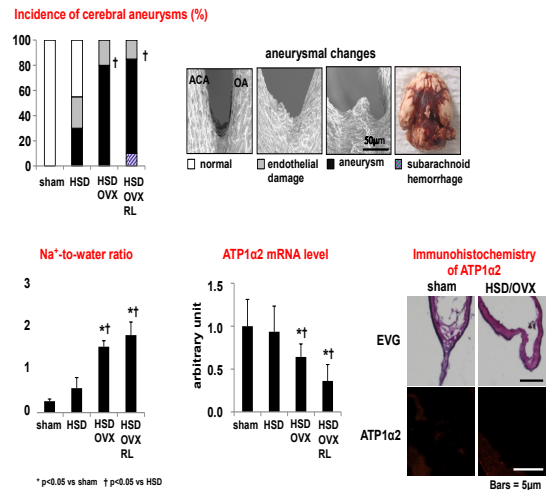 Incidence of cerebral aneurysms (%)
100
80
60
40
20
0
†
†
sham
HSD
HSD
OVX
HSD
OVX
RL
aneurysmal changes
ACA
OA
50µm
normal
endothelial
damage
aneurysm
subarachnoid
hemorrhage
Na⁺-to-water ratio
3
2
1
0
*†
*†
sham
HSD
HSD
OVX
HSD
OVX
RL
* p<0.05 vs sham † p<0.05 vs HSD
ATP1α2 mRNA level
arbitrary unit
1.5
1.0
0.5
0.0
*†
*†
sham
HSD
HSD
OVX
HSD
OVX
RL
Immunohistochemistry
of ATP1α2
sham
HSD/OVX
EVG
ATP1α2
Bars = 5µm